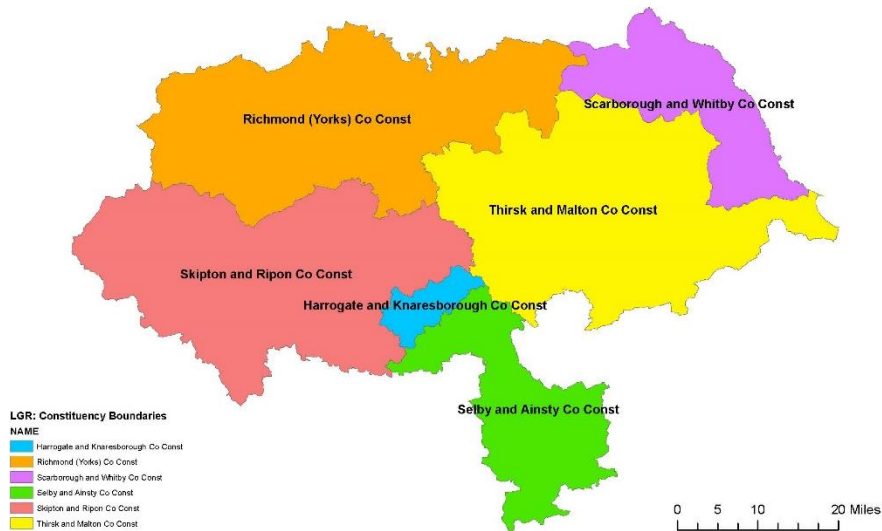 Scarborough and Whitby Co Const
Richmond (Yorks) Co Const
Thirsk and Malton Co Const
Skipton and Ripon Co Const
Harrogate and Knaresborough Co Const
Selby and Ainsty Co Const
LGR: Constituency Boundaries
NAME
Harrogate and Knaresborough Co Const
Richmond (Yorks) Co Const
Scarborough and Whitby Co Const
Selby and Ainsty Co Const
Skipton and Ripon Co Const
Thirsk and Malton Co Const
0 5 10 20 Miles